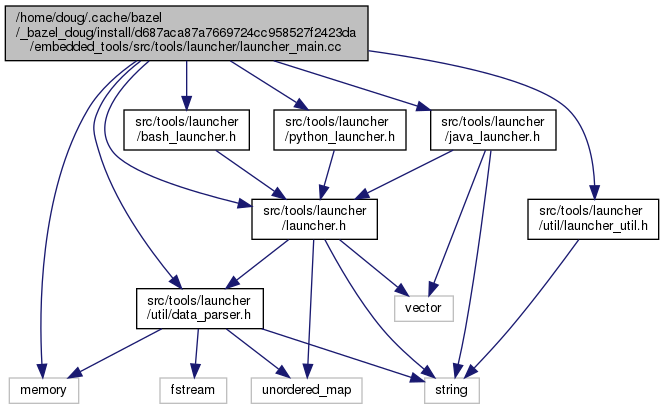 /home/doug/.cache/bazel
/_bazel_doug/install/d687aca87a7669724cc958527f2423da
/embedded_tools/src/tools/launcher/launcher_main.cc
src/tools/launcher
/bash_launcher.h
src/tools/launcher
/python_launcher.h
src/tools/launcher
/java_launcher.h
src/tools/launcher
/launcher.h
src/tools/launcher
/util/launcher_util.h
src/tools/launcher
/util/data_parser.h
vector
memory
fstream
unordered_map
string